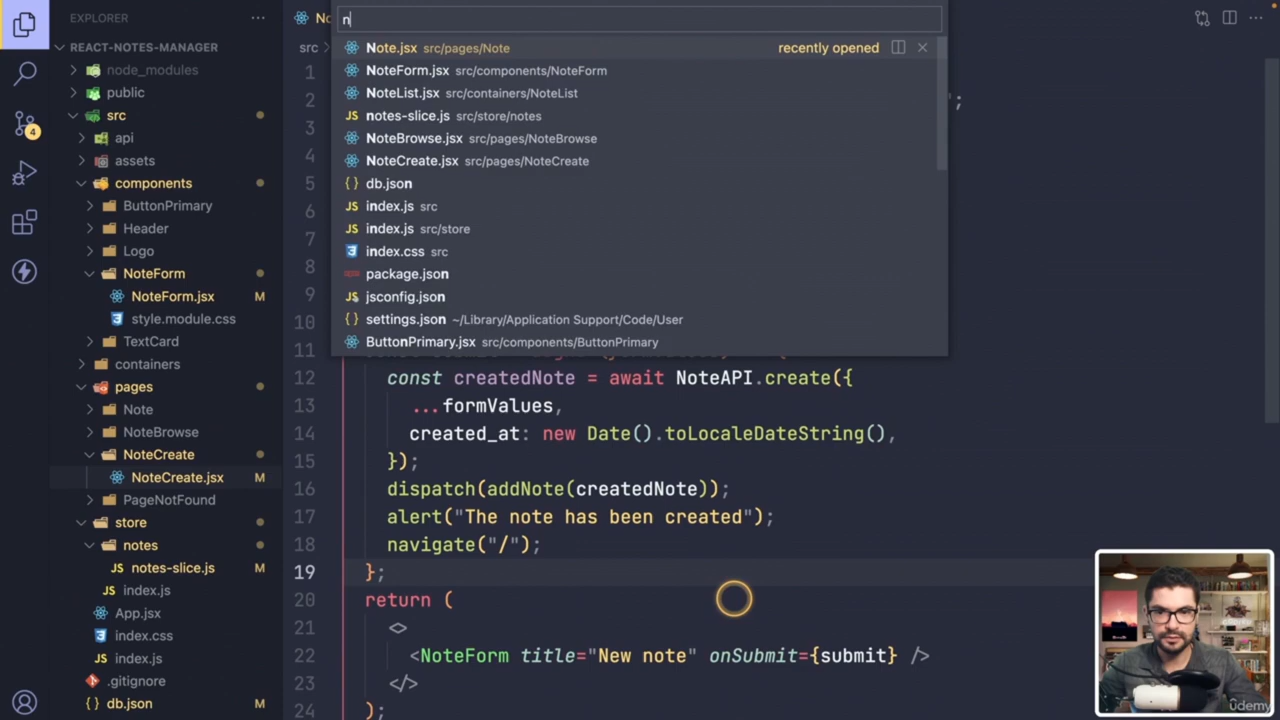 EXPLORER
REACT-NOTES-MANAGER
node_modules
public
src
api
assets
components
ButtonPrimary
Header
Logo
NoteForm
NoteForm.jsx M
style.module.css
TextCard
containers
pages
Note
NoteBrowse
NoteCreate
NoteCreate.jsx M
PageNotFound
store
notes
notes-slice.js M
index.js
App.jsx
index.css
index.js
.gitignore
db.json M
4
No
src >
n
Note.jsx src/pages/Note recently opened
NoteForm.jsx src/components/NoteForm
NoteList.jsx src/containers/NoteList
notes-slice.js src/store/notes
NoteBrowse.jsx src/pages/NoteBrowse
NoteCreate.jsx src/pages/NoteCreate
db.json
index.js src
index.js src/store
index.css src
package.json
jsconfig.json
settings.json ~/Library/Application Support/Code/User
ButtonPrimary.jsx src/components/ButtonPrimary
1
2 ';
3
4
5
6
7
8
9
10
11
12 const createdNote = await NoteAPI.create({
13 ...formValues,
14 created_at: new Date().toLocaleDateString(),
15 });
16 dispatch(addNote(createdNote));
17 alert("The note has been created");
18 navigate("/");
19 };
20 return (
21 <>
22 <NoteForm title="New note" onSubmit={submit} />
23 </>
24 );
udemy